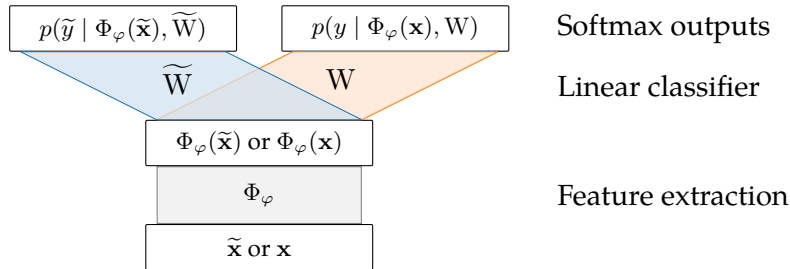 p(ỹ | Φ_φ(x̃), W̃) p(y | Φ_φ(x), W) Softmax outputs
W̃ W Linear classifier
Φ_φ(x̃) or Φ_φ(x)
Φ_φ Feature extraction
x̃ or x